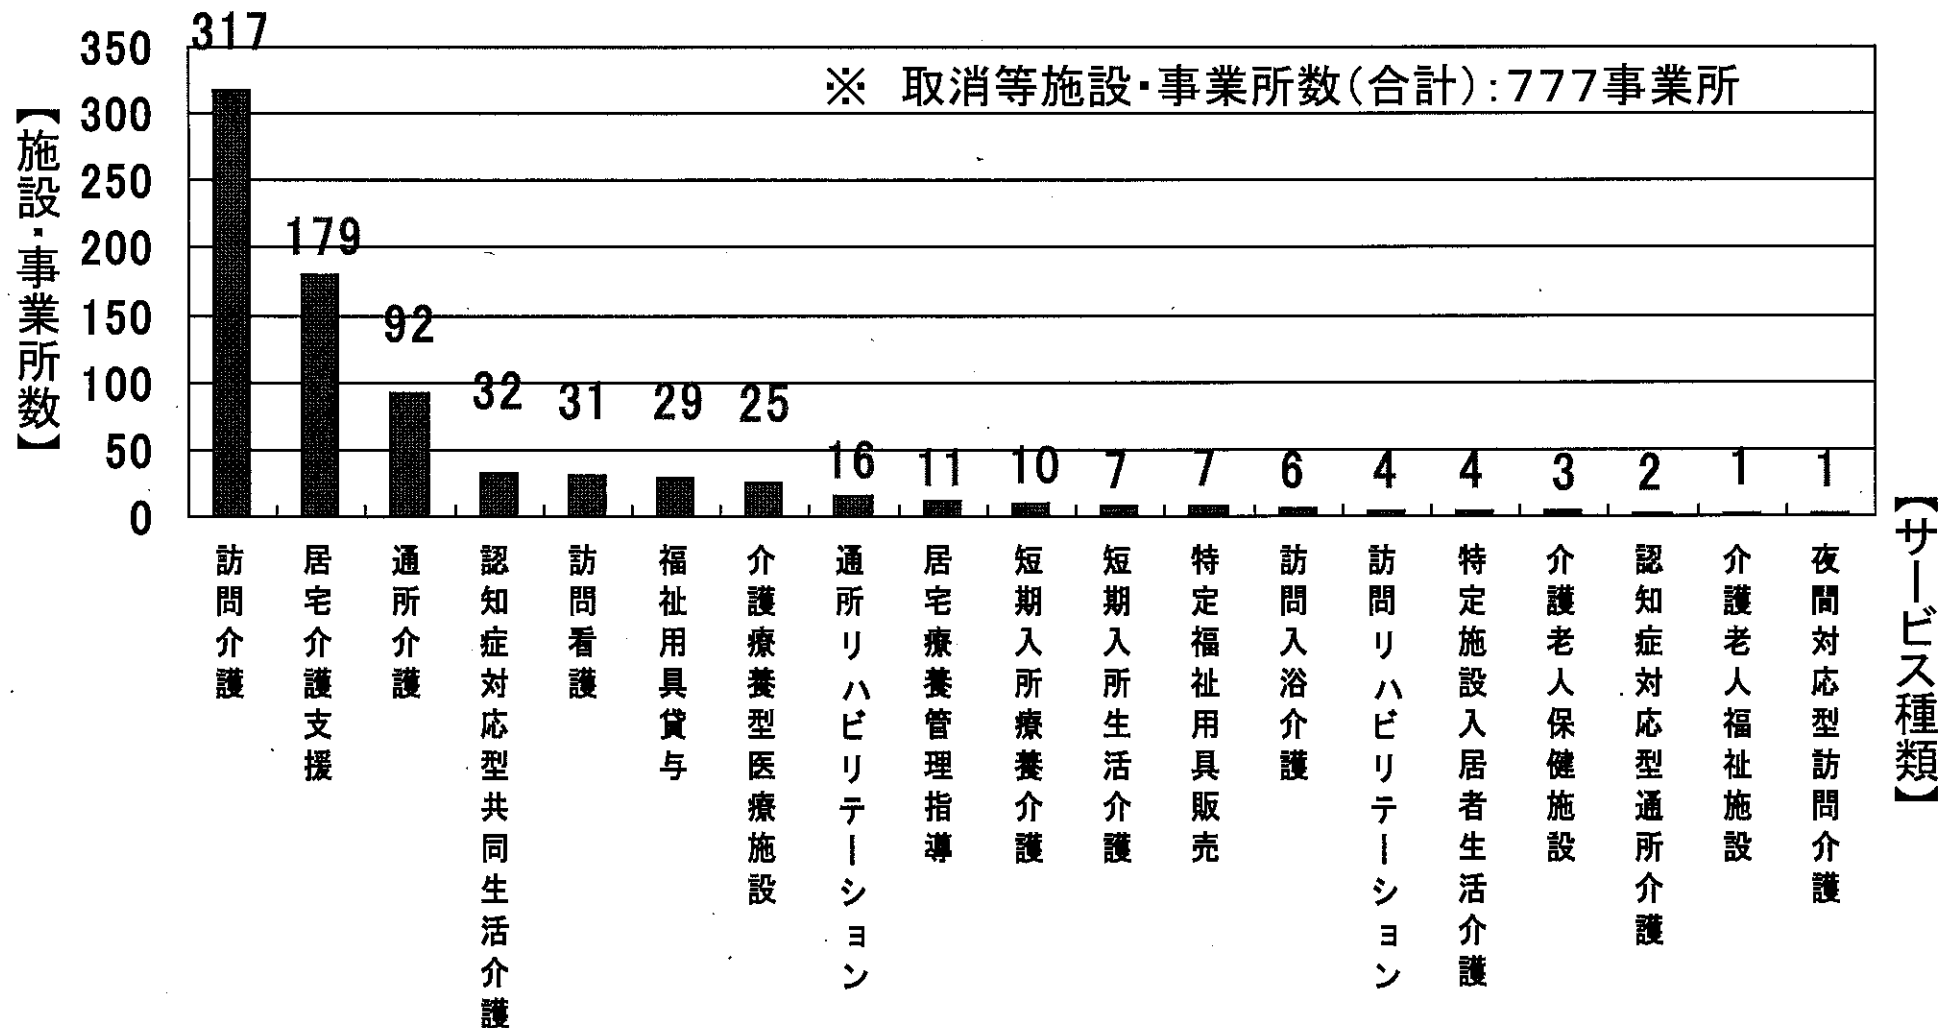 317
※ 取消等施設・事業所数(合計):777事業所
【施設・事業所数】
350
300
250
200
150
100
50
0
179
92
32
31
29
25
16
11
10
7
7
6
4
4
3
2
1
1
訪問介護
居宅介護支援
通所介護
認知症対応型共同生活介護
訪問看護
福祉用具貸与
介護療養型医療施設
通所リハビリテーション
居宅療養管理指導
短期入所療養介護
短期入所生活介護
特定福祉用具販売
訪問入浴介護
訪問リハビリテーション
特定施設入居者生活介護
介護老人保健施設
認知症対応型通所介護
介護老人福祉施設
夜間対応型訪問介護
【サービス種類】